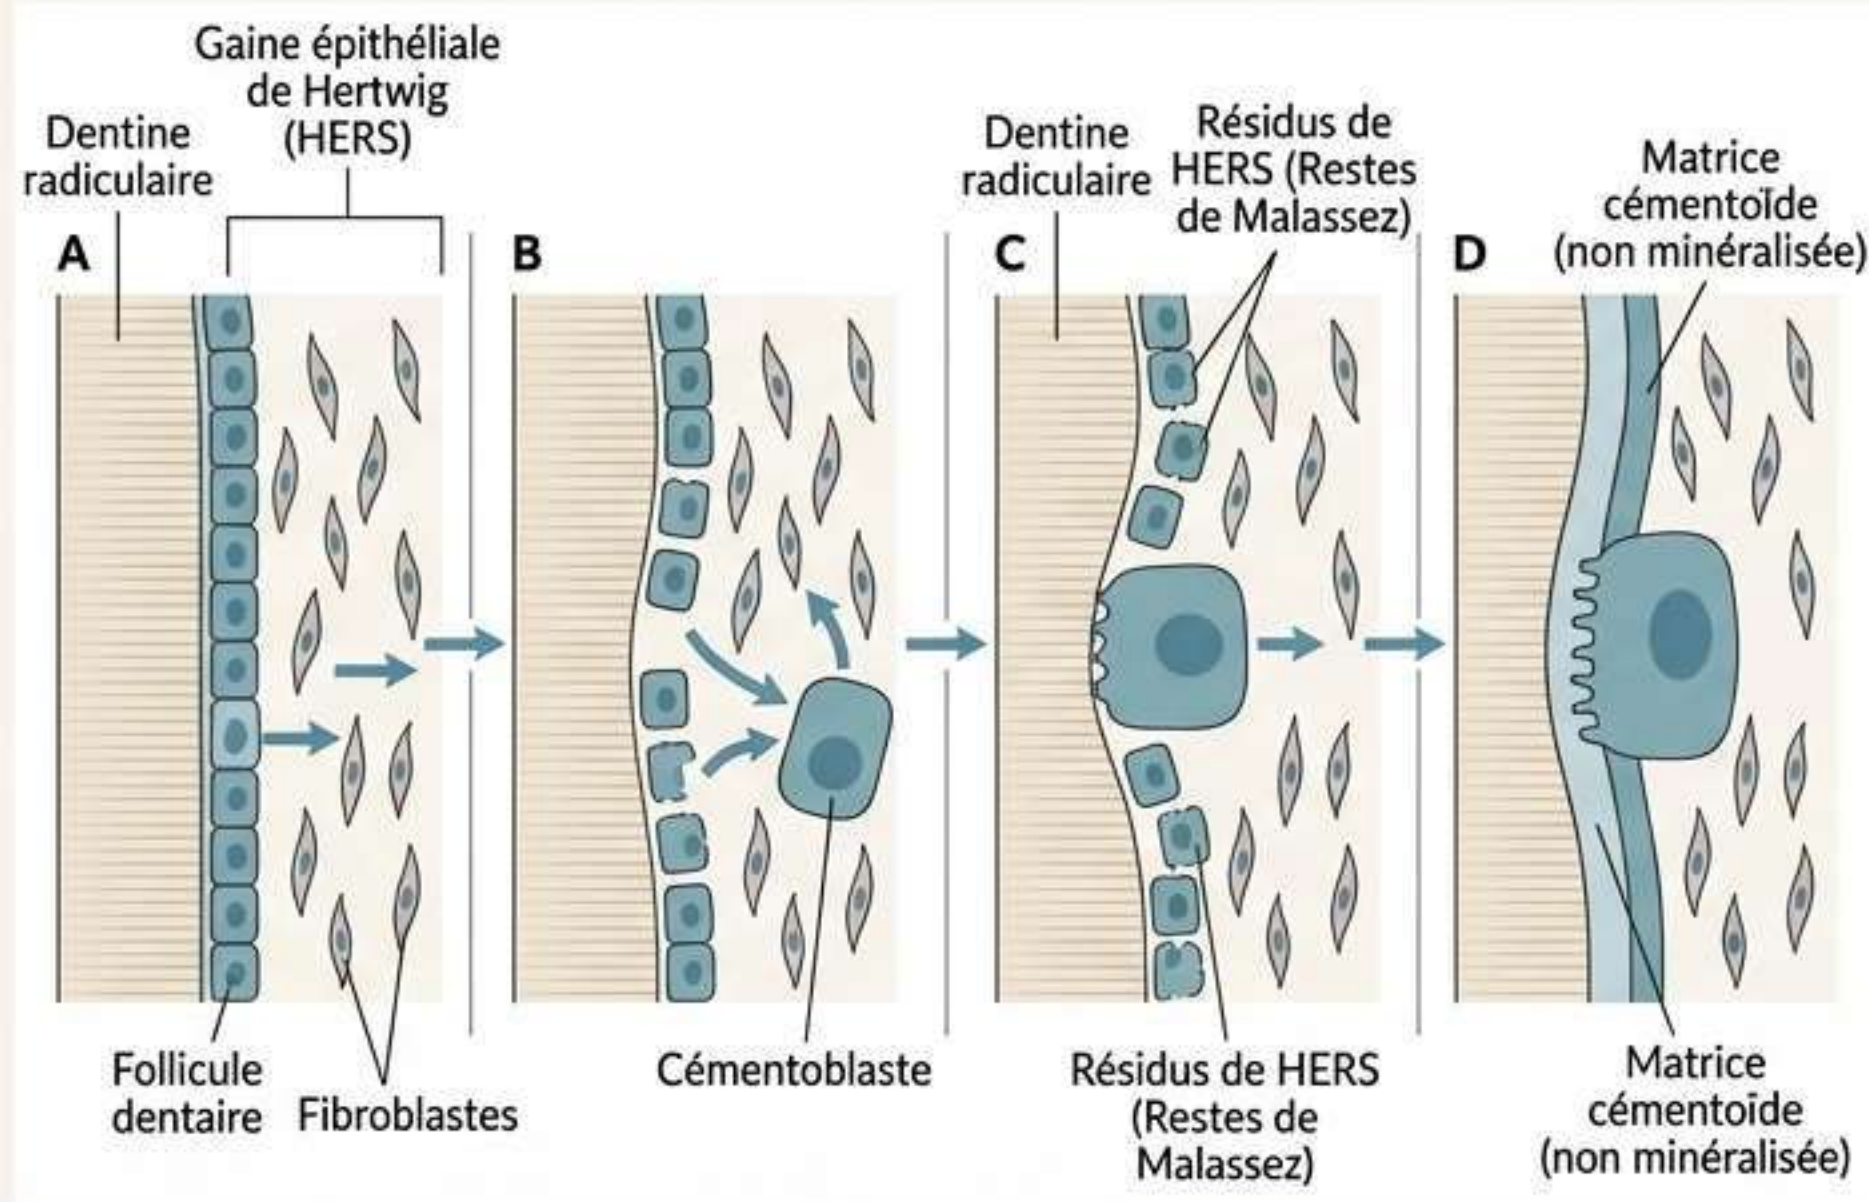 Gaine épithéliale
de Hertwig
(HERS)
Dentine
radiculaire
A
B
Dentine
radiculaire
Résidus de
HERS (Restes
de Malassez)
C
Matrice
cémentoïde
(non minéralisée)
D
Follicule
dentaire
Fibroblastes
Cémentoblaste
Résidus de HERS
(Restes de
Malassez)
Matrice
cémentoïde
(non minéralisée)